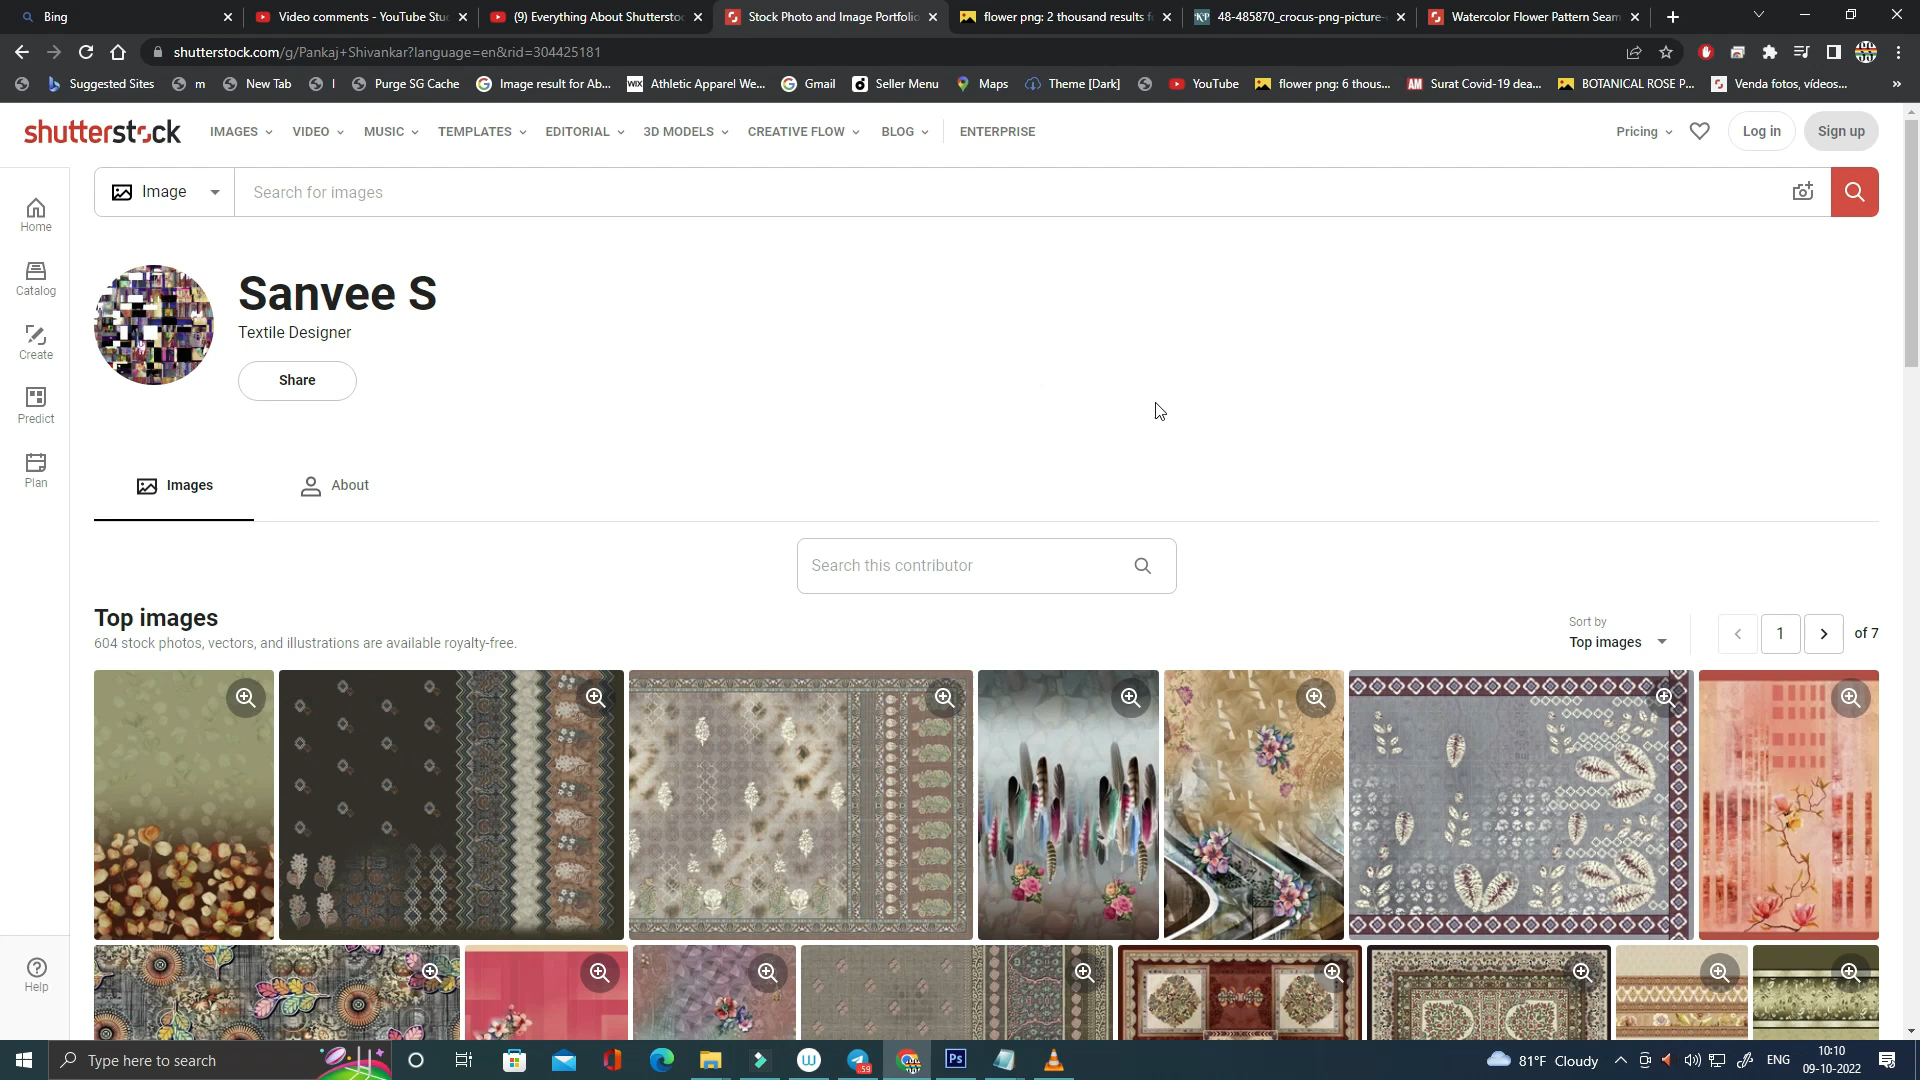 Bing
Video comments - YouTube Stu
(9) Everything About Shutterstoc
Stock Photo and Image Portfolio
flower png: 2 thousand results f
48-485870_crocus-png-picture-
Watercolor Flower Pattern Seam
shutterstock.com/g/Pankaj+Shivankar?language=en&rid=304425181
Suggested Sites
m
New Tab
I
Purge SG Cache
Image result for Ab...
WIX
Athletic Apparel We...
Gmail
Seller Menu
Maps
Theme [Dark]
YouTube
flower png: 6 thous...
AM
Surat Covid-19 dea...
BOTANICAL ROSE P...
Venda fotos, vídeos...
»
shutterstock
IMAGES
VIDEO
MUSIC
TEMPLATES
EDITORIAL
3D MODELS
CREATIVE FLOW
BLOG
ENTERPRISE
Pricing
Log in
Sign up
Image
Search for images
Home
Catalog
Create
Predict
Plan
Help
Sanvee S
Textile Designer
Share
Images
About
Search this contributor
Top images
604 stock photos, vectors, and illustrations are available royalty-free.
Sort by
Top images
1
of 7
Type here to search
W
59
Ps
81°F Cloudy
ENG
10:10
09-10-2022